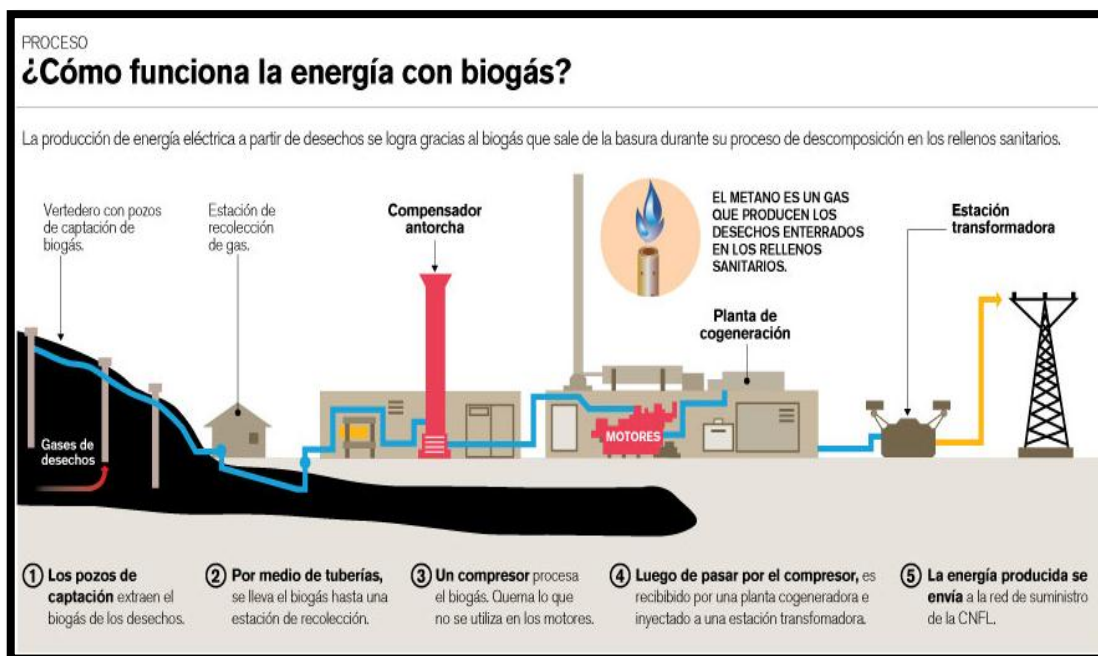 PROCESO
¿Cómo funciona la energía con biogás?
La producción de energía eléctrica a partir de desechos se logra gracias al biogás que sale de la basura durante su proceso de descomposición en los rellenos sanitarios.
Vertedero con pozos
de captación de
biogás.
Estación de
recolección
de gas.
Compensador
antorcha
EL METANO ES UN GAS
QUE PRODUCEN LOS
DESECHOS ENTERRADOS
EN LOS RELLENOS
SANITARIOS.
Estación
transformadora
Planta de
cogeneración
Gases de
desechos
MOTORES
1 Los pozos de
captación extraen el
biogás de los desechos.
2 Por medio de tuberías,
se lleva el biogás hasta una
estación de recolección.
3 Un compresor procesa
el biogás. Quema lo que
no se utiliza en los motores.
4 Luego de pasar por el compresor, es
recibibido por una planta cogeneradora e
inyectado a una estación transfomadora.
5 La energía producida se
envía a la red de suministro
de la CNFL.